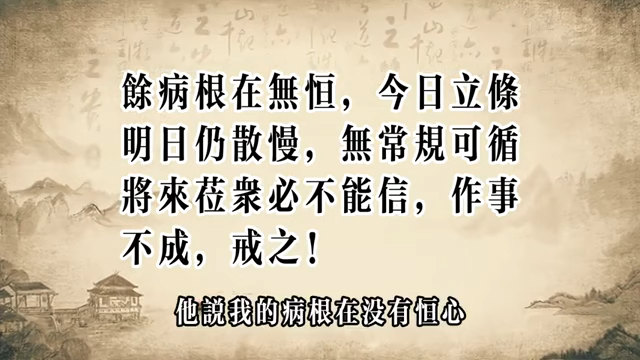 餘病根在無恒，今日立條
明日仍散慢，無常規可循
將來莅衆必不能信，作事
不成，戒之！
他說我的病根在没有恒心